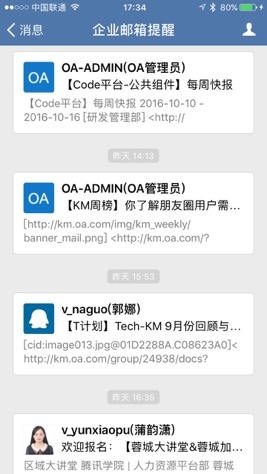 中国联通 17:34 80%
消息 企业邮箱提醒
OA OA-ADMIN(OA管理员)
【Code平台-公共组件】每周快报
【Code平台】每周快报 2016-10-10 -
2016-10-16 [研发管理部] <http://
昨天 14:13
OA OA-ADMIN(OA管理员)
【KM周榜】你了解朋友圈用户需…
[http://km.oa.com/img/km_weekly/
banner_mail.png] <http://km.oa.com/?
昨天 15:53
v_naguo(郭娜)
【T计划】Tech-KM 9月份回顾与…
[cid:image013.jpg@01D2288A.C08623A0]<
http://km.oa.com/group/24938/docs?
昨天 16:35
v_yunxiaopu(蒲韵潇)
欢迎报名：【蓉城大讲堂&蓉城加…
区域大讲堂 腾讯学院 | 人力资源平台部 蓉城